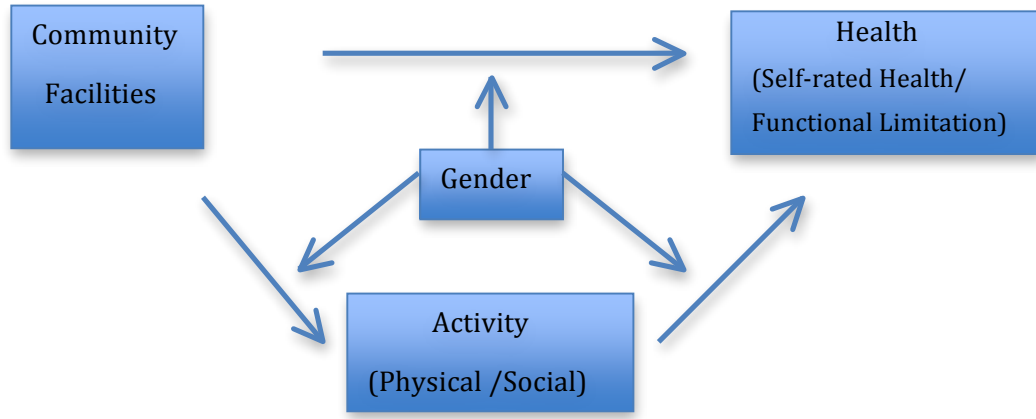 Community
Facilities
Health
(Self-rated Health/
Functional Limitation)
Gender
Activity
(Physical /Social)